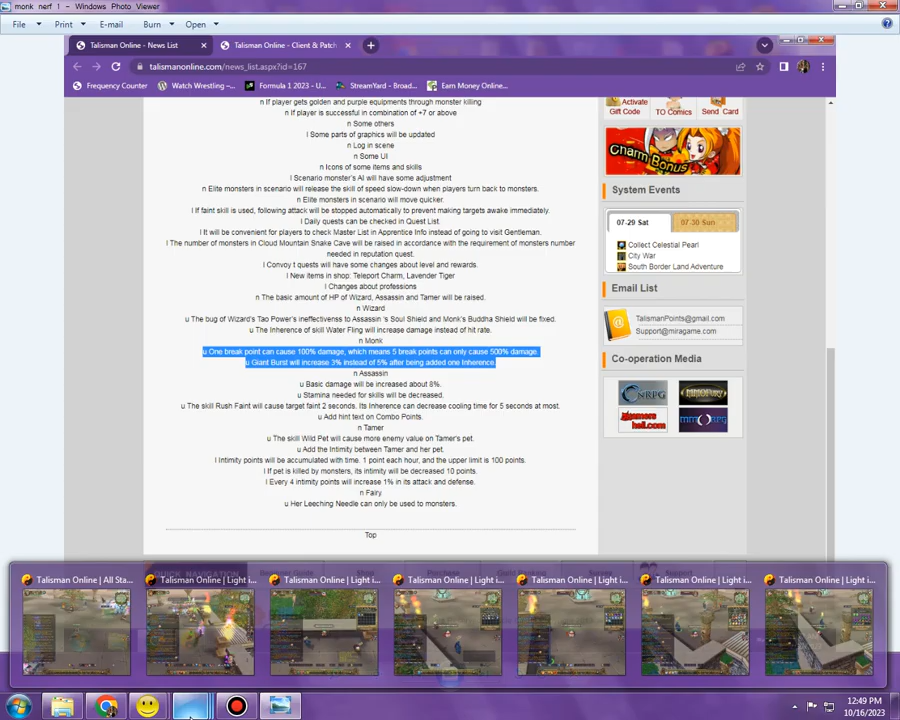 monk nerf 1 - Windows Photo Viewer
File Print E-mail Burn Open
Talisman Online - News List
Talisman Online - Client & Patch
talismanonline.com/news_list.aspx?id=167
Frequency Counter
Watch Wrestling –...
Formula 1 2023 - U...
StreamYard - Broad...
Earn Money Online...
n If player gets golden and purple equipments through monster killing
n If player is successful in combination of +7 or above
n Some others
l Some parts of graphics will be updated
n Log in scene
n Some UI
n Icons of some items and skills
l Scenario monster's AI will have some adjustment
n Elite monsters in scenario will release the skill of speed slow-down when players turn back to monsters.
n Elite monsters in scenario will move quicker.
l If faint skill is used, following attack will be stopped automatically to prevent making targets awake immediately.
l Daily quests can be checked in Quest List.
l It will be convenient for players to check Master List in Apprentice Info instead of going to visit Gentleman.
l The number of monsters in Cloud Mountain Snake Cave will be raised in accordance with the requirement of monsters number
needed in reputation quest.
l Convoy t quests will have some changes about level and rewards.
l New items in shop: Teleport Charm, Lavender Tiger
l Changes about professions
n The basic amount of HP of Wizard, Assassin and Tamer will be raised.
n Wizard
u The bug of Wizard's Tao Power's ineffectivenss to Assassin 's Soul Shield and Monk's Buddha Shield will be fixed.
u The Inherence of skill Water Fling will increase damage instead of hit rate.
n Monk
u One break point can cause 100% damage, which means 5 break points can only cause 500% damage.
u Giant Burst will increase 3% instead of 5% after being added one Inherence.
n Assassin
u Basic damage will be increased about 8%.
u Stamina needed for skills will be decreased.
u The skill Rush Faint will cause target faint 2 seconds. Its Inherence can decrease cooling time for 5 seconds at most.
u Add hint text on Combo Points.
n Tamer
u The skill Wild Pet will cause more enemy value on Tamer's pet.
u Add the Intimity between Tamer and her pet.
l Intimity points will be accumulated with time. 1 point each hour, and the upper limit is 100 points.
l If pet is killed by monsters, its intimity will be decreased 10 points.
l Every 4 intimity points will increase 1% in its attack and defense.
n Fairy
u Her Leeching Needle can only be used to monsters.
Top
Activate Gift Code
TO Comics
Send Card
Charm Bonus
System Events
07-29 Sat 07-30 Sun
Collect Celestial Pearl
City War
South Border Land Adventure
Email List
TalismanPoints@gmail.com
Support@miragame.com
Co-operation Media
CNRPG
MMOFURY
Gamers hell.com
MMORPG
Talisman Online | All Sta...
Talisman Online | Light i...
Talisman Online | Light i...
Talisman Online | Light i...
Talisman Online | Light i...
Talisman Online | Light i...
Talisman Online | Light i...
12:49 PM
10/16/2023